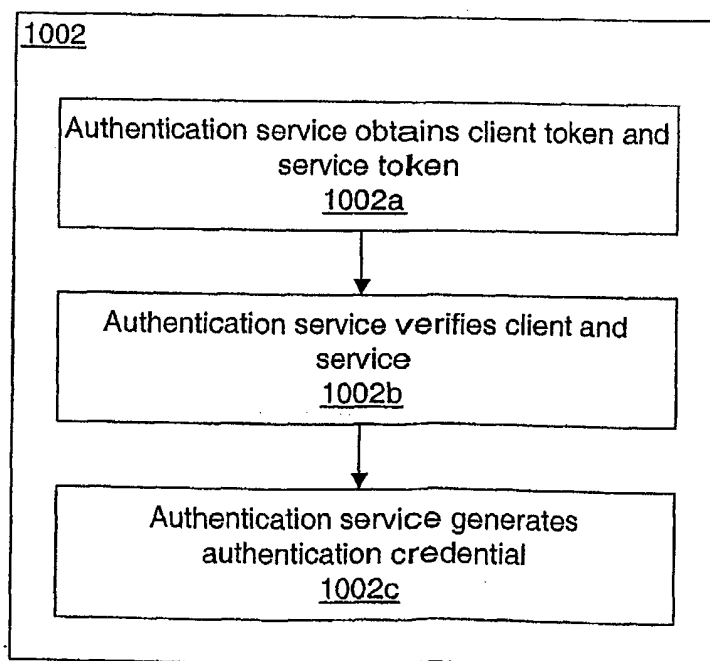 1002
Authentication service obtains client token and
service token
1002a
Authentication service verifies client and
service
1002b
Authentication service generates
authentication credential
1002c